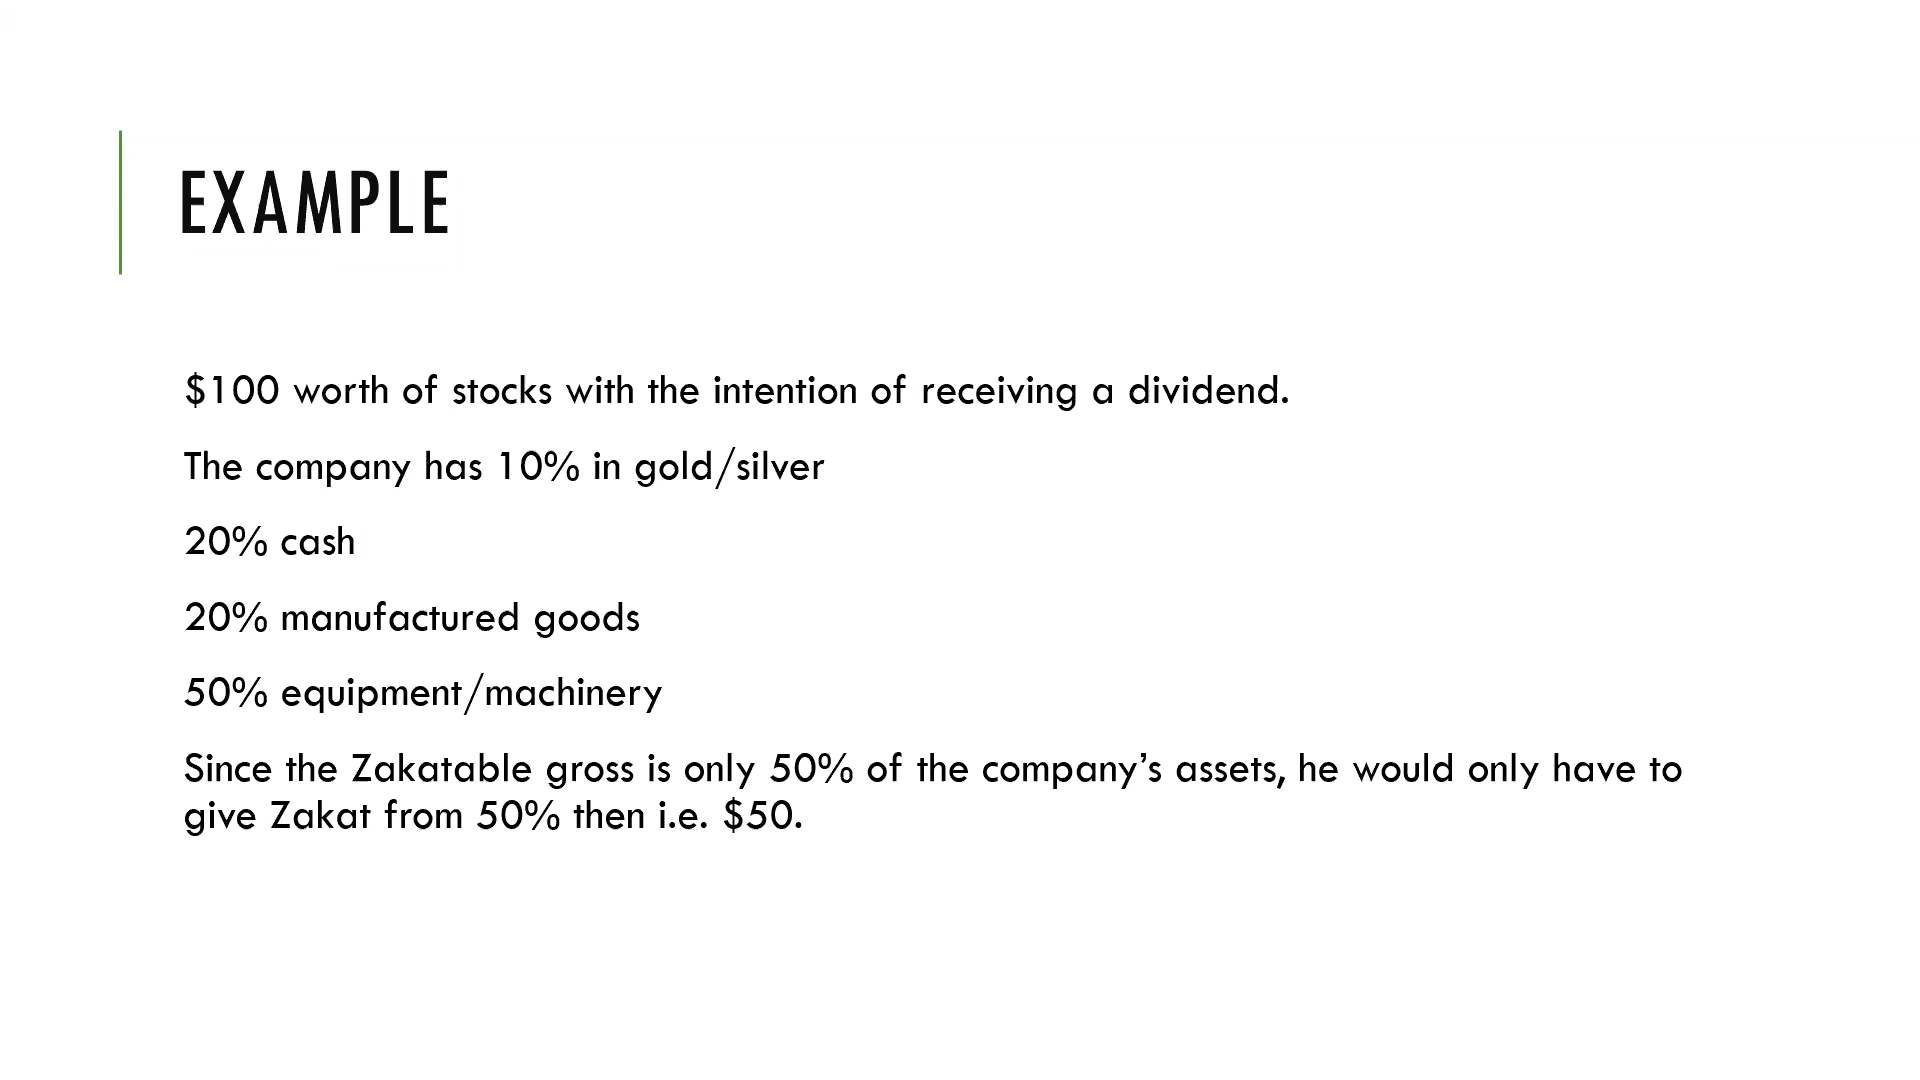 EXAMPLE
$100 worth of stocks with the intention of receiving a dividend.
The company has 10% in gold/silver
20% cash
20% manufactured goods
50% equipment/machinery
Since the Zakatable gross is only 50% of the company’s assets, he would only have to
give Zakat from 50% then i.e. $50.